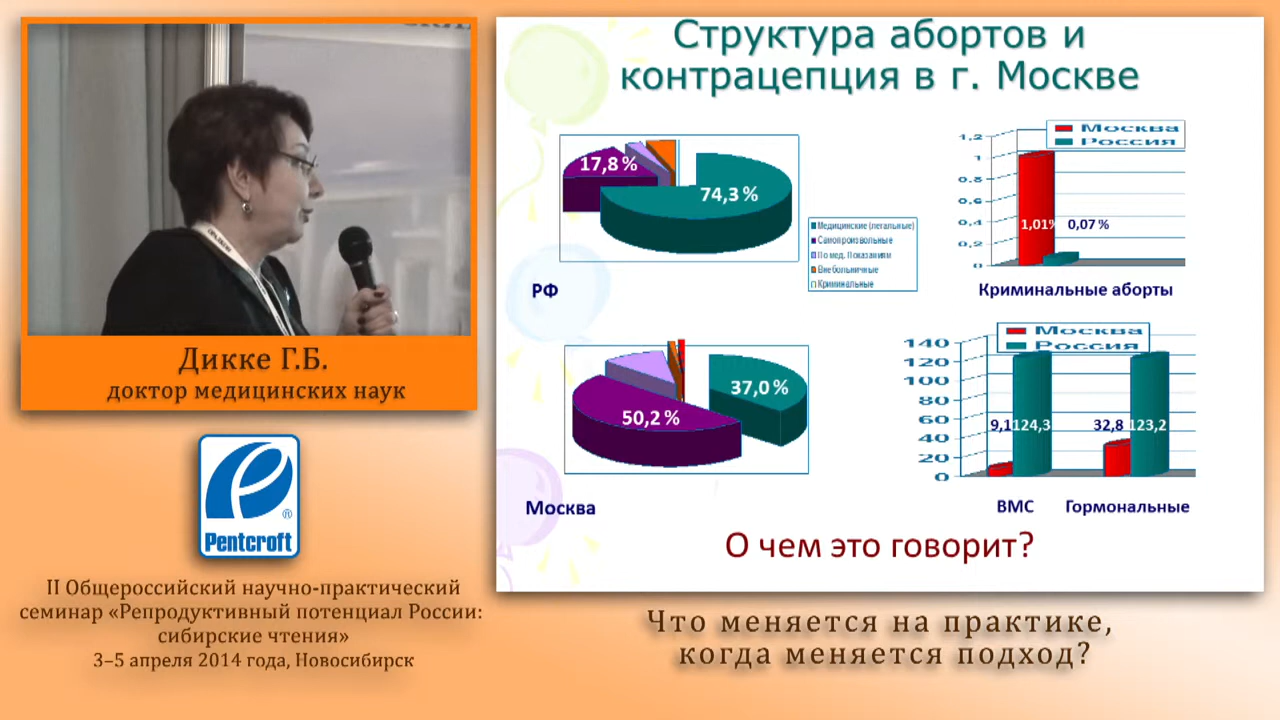 Дикке Г.Б.
доктор медицинских наук
Pentcroft
®
II Общероссийский научно-практический
семинар «Репродуктивный потенциал России:
сибирские чтения»
3–5 апреля 2014 года, Новосибирск
Структура абортов и
контрацепция в г. Москве
17,8 %
74,3 %
РФ
Медицинские (легальные)
Самопроизвольные
По мед. Показаниям
Внебольничные
Криминальные
Москва
Россия
1,2
1
0,8
0,6
0,4
0,2
0
1,01%
0,07 %
Криминальные аборты
50,2 %
37,0 %
Москва
Москва
Россия
140
120
100
80
60
40
20
0
9,1
124,3
32,8
123,2
ВМС
Гормональные
О чем это говорит?
Что меняется на практике,
когда меняется подход?